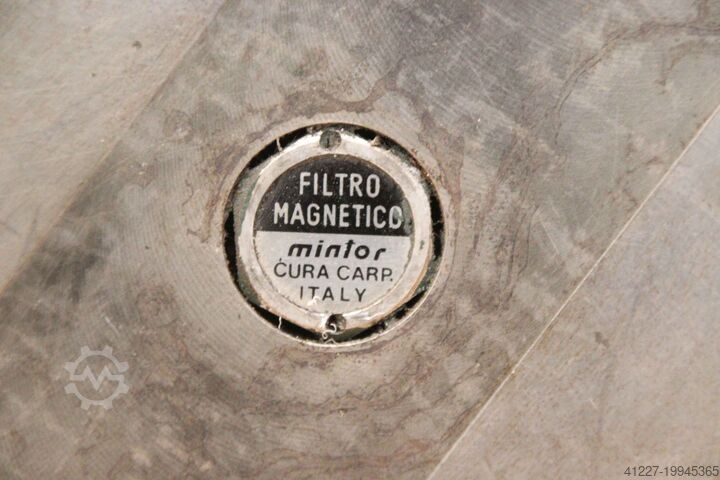 FILTRO
MAGNETICO
mintor
CURA CARP.
ITALY
41227-19945365